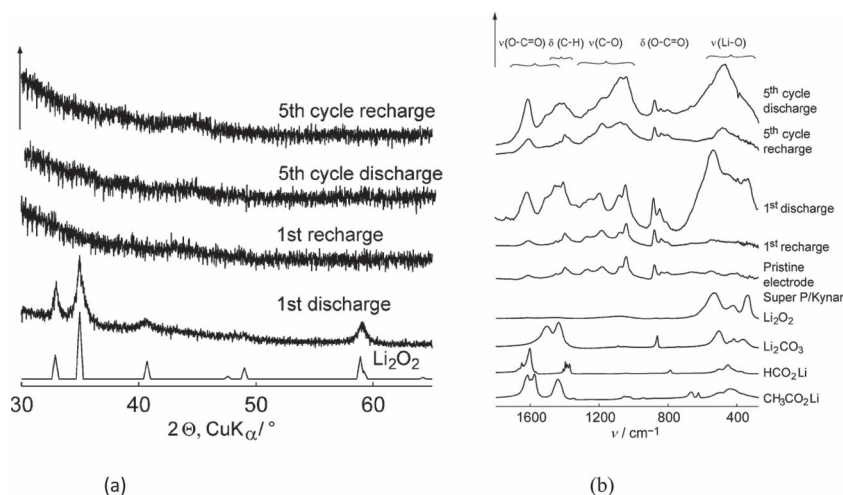 5th cycle recharge
5th cycle discharge
1st recharge
1st discharge
Li₂O₂
30 40 50 60
2 Θ, CuKα/ °
(a)
ν(O-C=O) δ (C-H) ν(C-O) δ (O-C=O) ν(Li-O)
5th cycle
discharge
5th cycle
recharge
1st discharge
1st recharge
Pristine
electrode
Super P/Kynar
Li₂O₂
Li₂CO₃
HCO₂Li
CH₃CO₂Li
1600 1200 800 400
ν / cm⁻¹
(b)